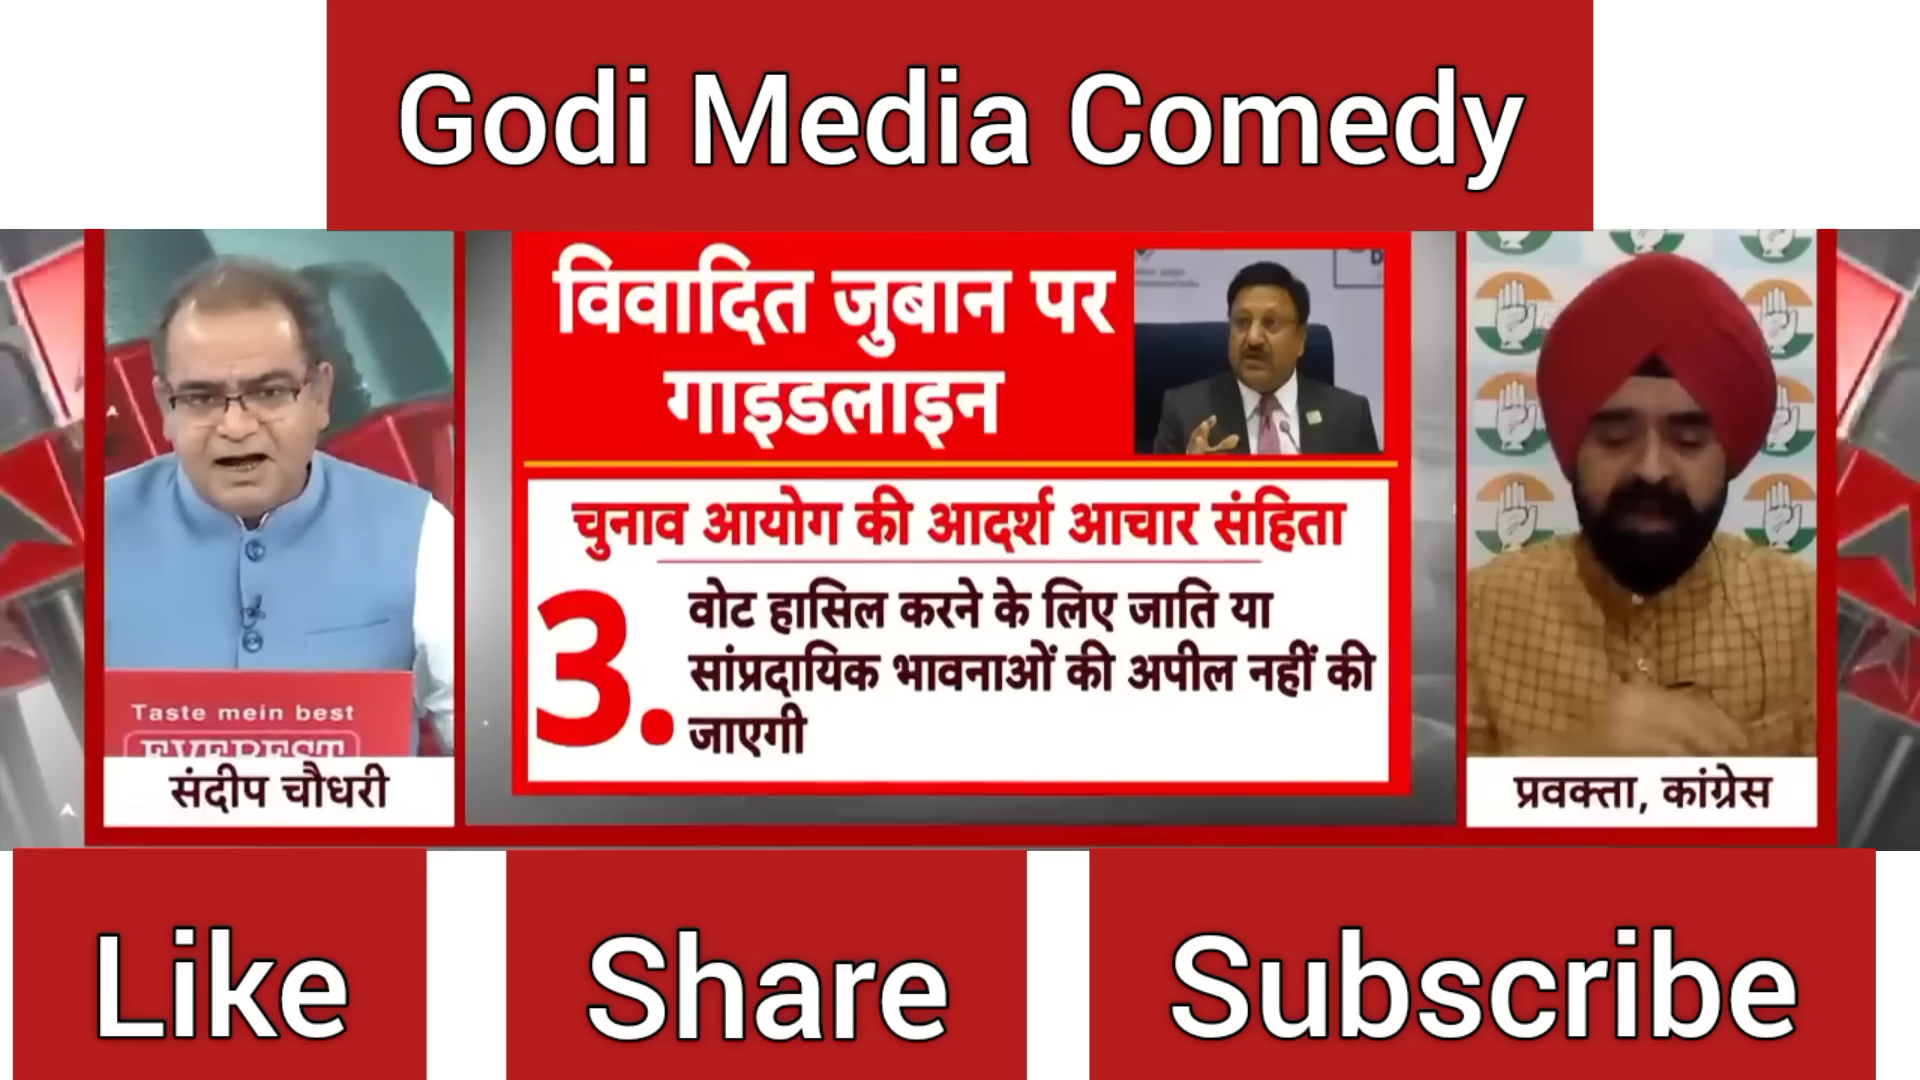 Godi Media Comedy
विवादित जुबान पर
गाइडलाइन
चुनाव आयोग की आदर्श आचार संहिता
3. वोट हासिल करने के लिए जाति या
सांप्रदायिक भावनाओं की अपील नहीं की
जाएगी
Taste mein best
EVEREST
संदीप चौधरी
प्रवक्ता, कांग्रेस
Like
Share
Subscribe